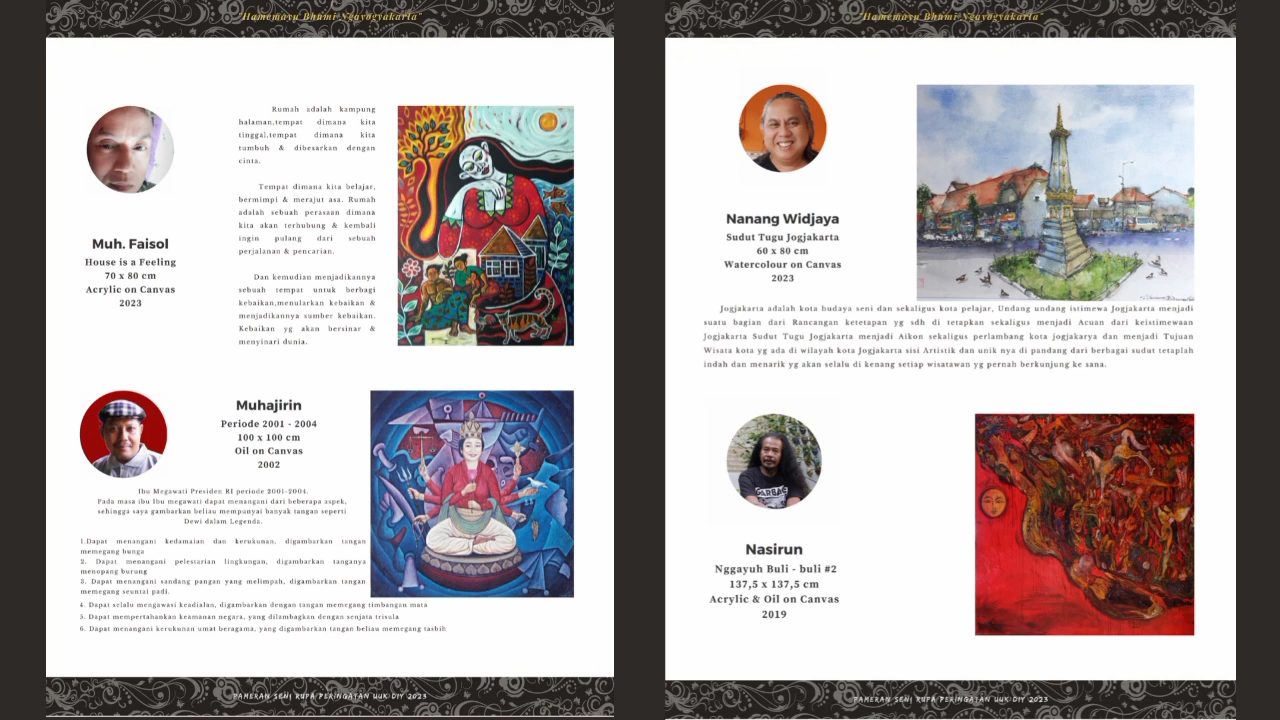 "Hamemayu Bhumi Ngayogyakarta"
Muh. Faisol
House is a Feeling
70 x 80 cm
Acrylic on Canvas
2023
Rumah adalah kampung
halaman,tempat dimana kita
tinggal,tempat dimana kita
tumbuh & dibesarkan dengan
cinta.
Tempat dimana kita belajar,
bermimpi & merajut asa. Rumah
adalah sebuah perasaan dimana
kita akan terhubung & kembali
ingin pulang dari sebuah
perjalanan & pencarian.
Dan kemudian menjadikannya
sebuah tempat untuk berbagi
kebaikan,menularkan kebaikan &
menjadikannya sumber kebaikan.
Kebaikan yg akan bersinar &
menyinari dunia.
Muhajirin
Periode 2001 - 2004
100 x 100 cm
Oil on Canvas
2002
Ibu Megawati Presiden RI periode 2001-2004.
Pada masa ibu Ibu megawati dapat menangani dari beberapa aspek,
sehingga saya gambarkan beliau mempunyai banyak tangan seperti
Dewi dalam Legenda.
1.Dapat menangani kedamaian dan kerukunan, digambarkan tangan
memegang bunga
2. Dapat menangani pelestarian lingkungan, digambarkan tanganya
menopang burung
3. Dapat menangani sandang pangan yang melimpah, digambarkan tangan
memegang seuntai padi.
4. Dapat selalu mengawasi keadialan, digambarkan dengan tangan memegang timbangan mata
5. Dapat mempertahankan keamanan negara, yang dilambagkan dengan senjata trisula
6. Dapat menangani kerukunan umat beragama, yang digambarkan tangan beliau memegang tasbih
PAMERAN SENI RUPA PERINGATAN UUK DIY 2023
"Hamemayu Bhumi Ngayogyakarta"
Nanang Widjaya
Sudut Tugu Jogjakarta
60 x 80 cm
Watercolour on Canvas
2023
Jogjakarta adalah kota budaya seni dan sekaligus kota pelajar, Undang undang istimewa Jogjakarta menjadi
suatu bagian dari Rancangan ketetapan yg sdh di tetapkan sekaligus menjadi Acuan dari keistimewaan
Jogjakarta Sudut Tugu Jogjakarta menjadi Aikon sekaligus perlambang kota jogjakarya dan menjadi Tujuan
Wisata kota yg ada di wilayah kota Jogjakarta sisi Artistik dan unik nya di pandang dari berbagai sudut tetaplah
indah dan menarik yg akan selalu di kenang setiap wisatawan yg pernah berkunjung ke sana.
GARBAG
Nasirun
Nggayuh Buli - buli #2
137,5 x 137,5 cm
Acrylic & Oil on Canvas
2019
PAMERAN SENI RUPA PERINGATAN UUK DIY 2023